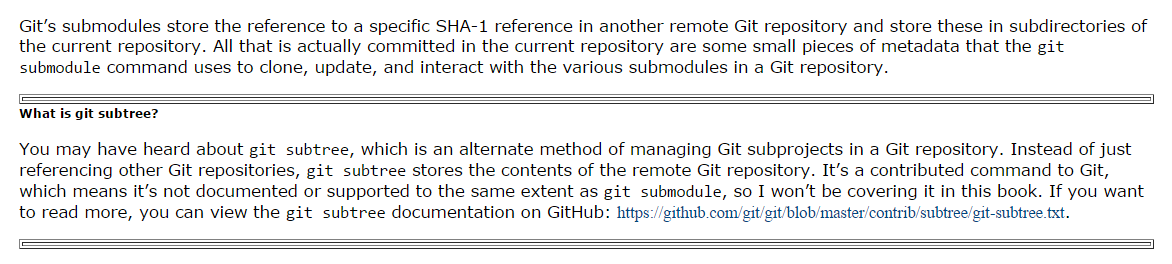 Git’s submodules store the reference to a specific SHA-1 reference in another remote Git repository and store these in subdirectories of
the current repository. All that is actually committed in the current repository are some small pieces of metadata that the git
submodule command uses to clone, update, and interact with the various submodules in a Git repository.
What is git subtree?
You may have heard about git subtree, which is an alternate method of managing Git subprojects in a Git repository. Instead of just
referencing other Git repositories, git subtree stores the contents of the remote Git repository. It’s a contributed command to Git,
which means it’s not documented or supported to the same extent as git submodule, so I won’t be covering it in this book. If you want
to read more, you can view the git subtree documentation on GitHub: https://github.com/git/git/blob/master/contrib/subtree/git-subtree.txt.